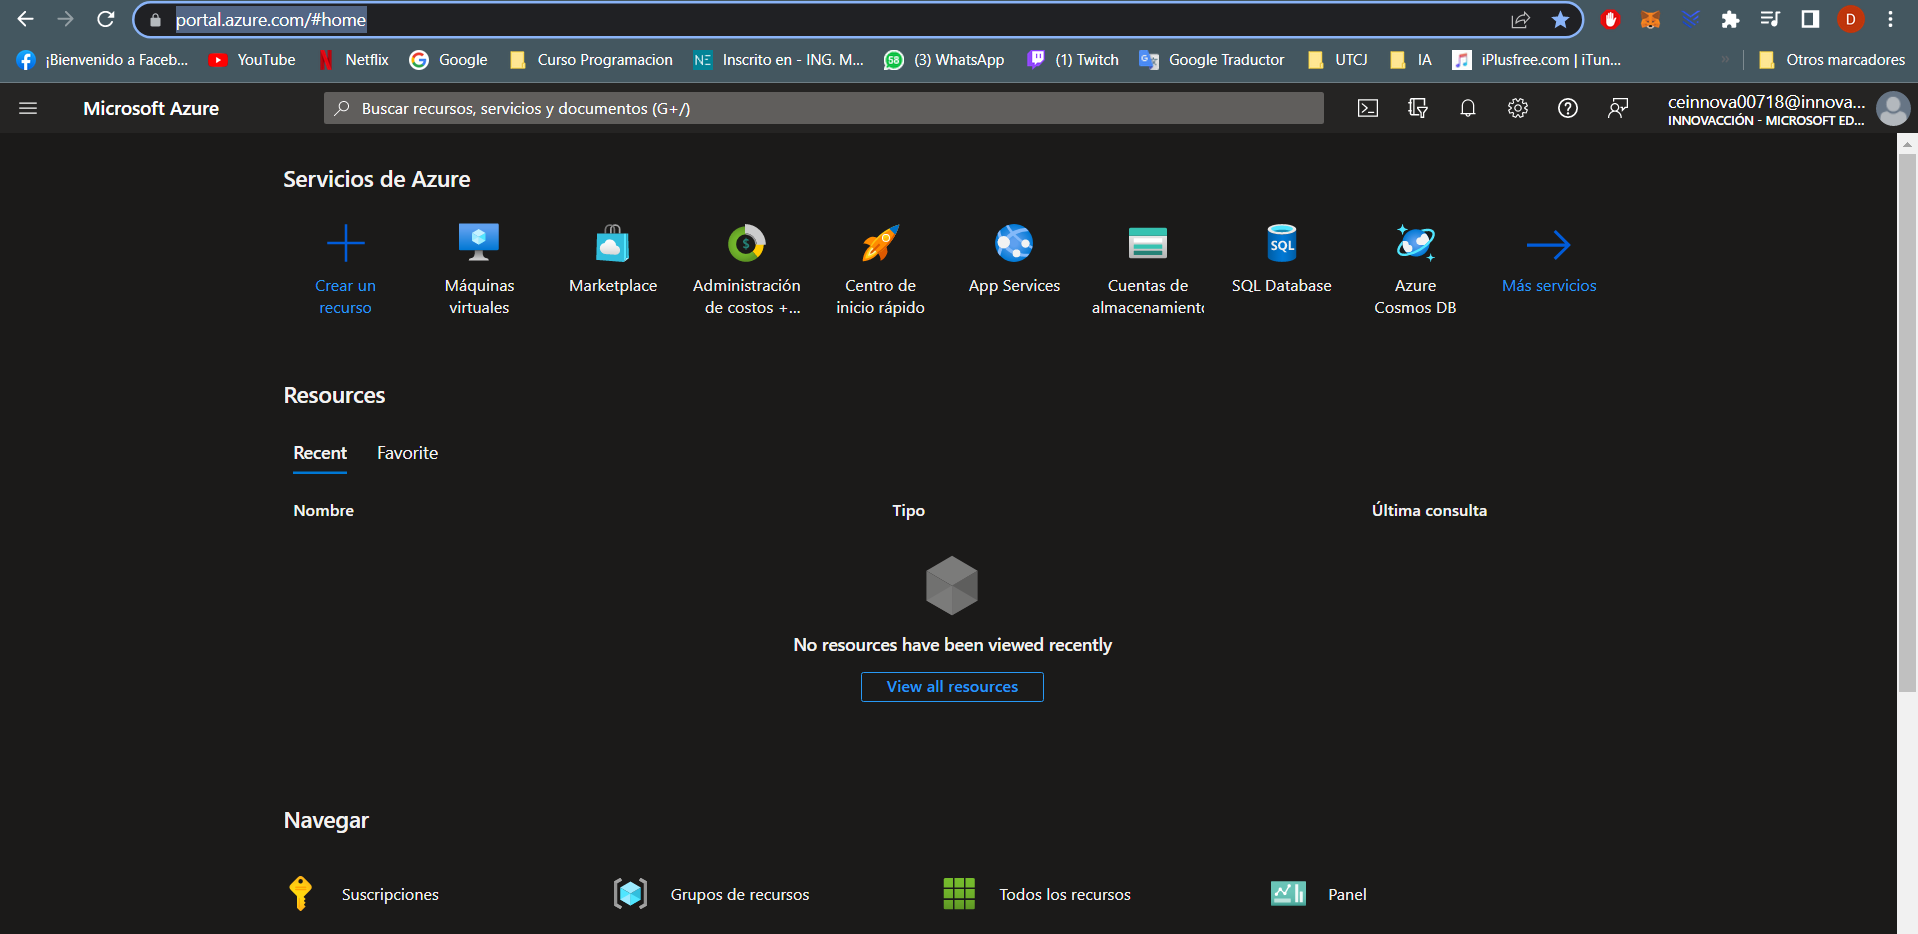 portal.azure.com/#home
D
¡Bienvenido a Faceb...
YouTube
Netflix
Google
Curso Programacion
NE
Inscrito en - ING. M...
58
(3) WhatsApp
(1) Twitch
Google Traductor
UTCJ
IA
iPlusfree.com | iTun...
»
Otros marcadores
Microsoft Azure
Buscar recursos, servicios y documentos (G+/)
ceinnova00718@innova...
INNOVACCIÓN - MICROSOFT ED...
Servicios de Azure
Crear un
recurso
Máquinas
virtuales
Marketplace
$
Administración
de costos +...
Centro de
inicio rápido
App Services
Cuentas de
almacenamiento
SQL
SQL Database
Azure
Cosmos DB
Más servicios
Resources
Recent
Favorite
Nombre
Tipo
Última consulta
No resources have been viewed recently
View all resources
Navegar
Suscripciones
Grupos de recursos
Todos los recursos
Panel